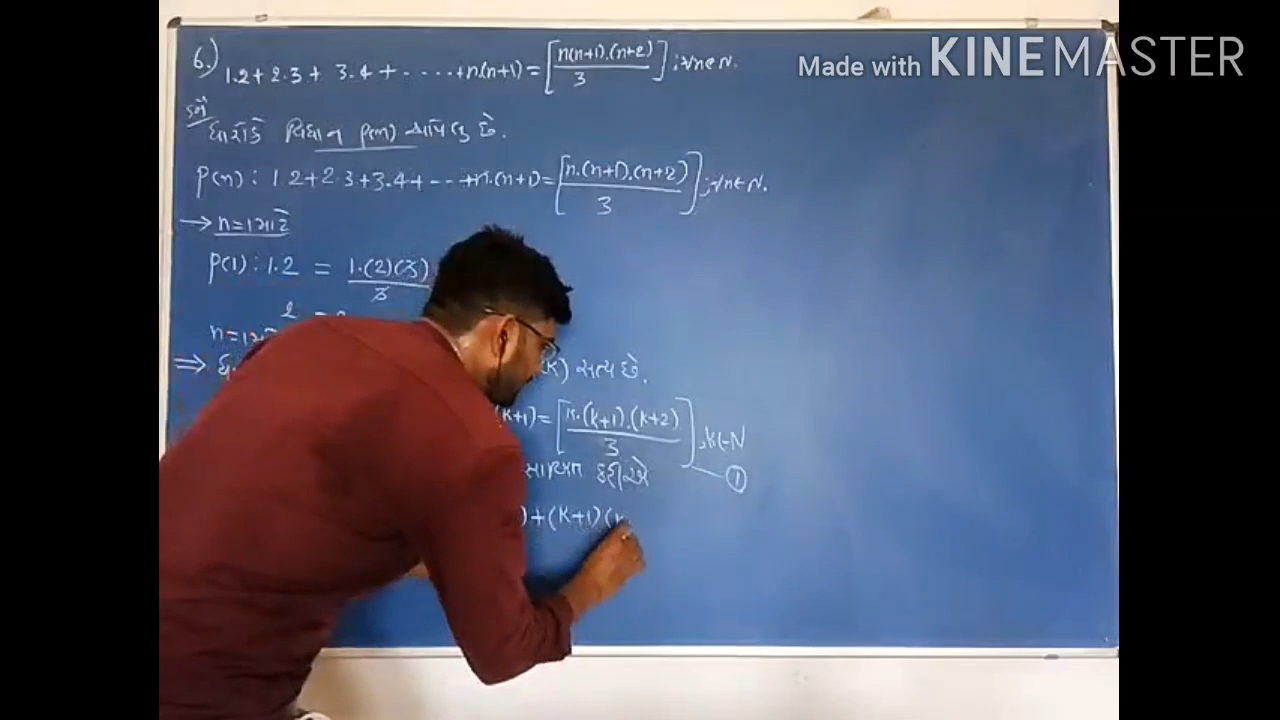 Made with KINEMASTER
6.) 1.2+2.3+ 3.4+ - - - - - +n.(n+1)=[n(n+1).(n+2)/3] ; ∀n∈N.
ધારોકે વિધાન P(n) આપેલુ છે.
P(n) : 1.2+2.3+3.4+ - - - +n.(n+1)=[n.(n+1).(n+2)/3] ; ∀n∈N.
→ n=1 માટે
P(1) : 1.2 = 1.(2)(3)/3
2 =
n=1
⇒ (K) સત્ય છે.
(K+1)=[K.(K+1).(K+2)/3] , K∈N — ①
સાબિત કરીએ
)+(K+1)(